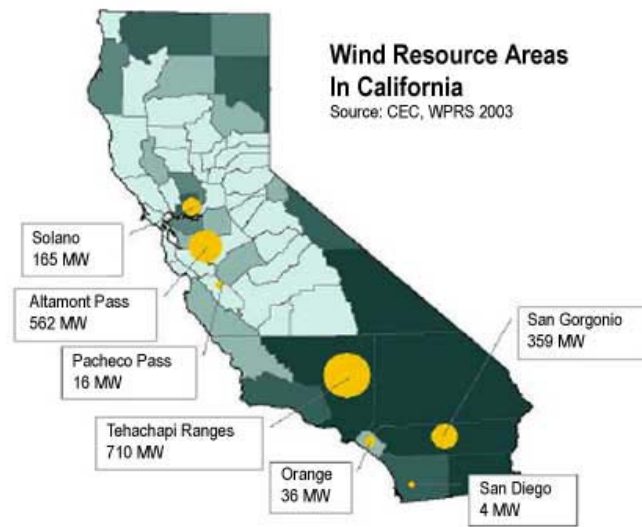 Wind Resource Areas
In California
Source: CEC, WPRS 2003
Solano
165 MW
Altamont Pass
562 MW
Pacheco Pass
16 MW
Tehachapi Ranges
710 MW
Orange
36 MW
San Gorgonio
359 MW
San Diego
4 MW